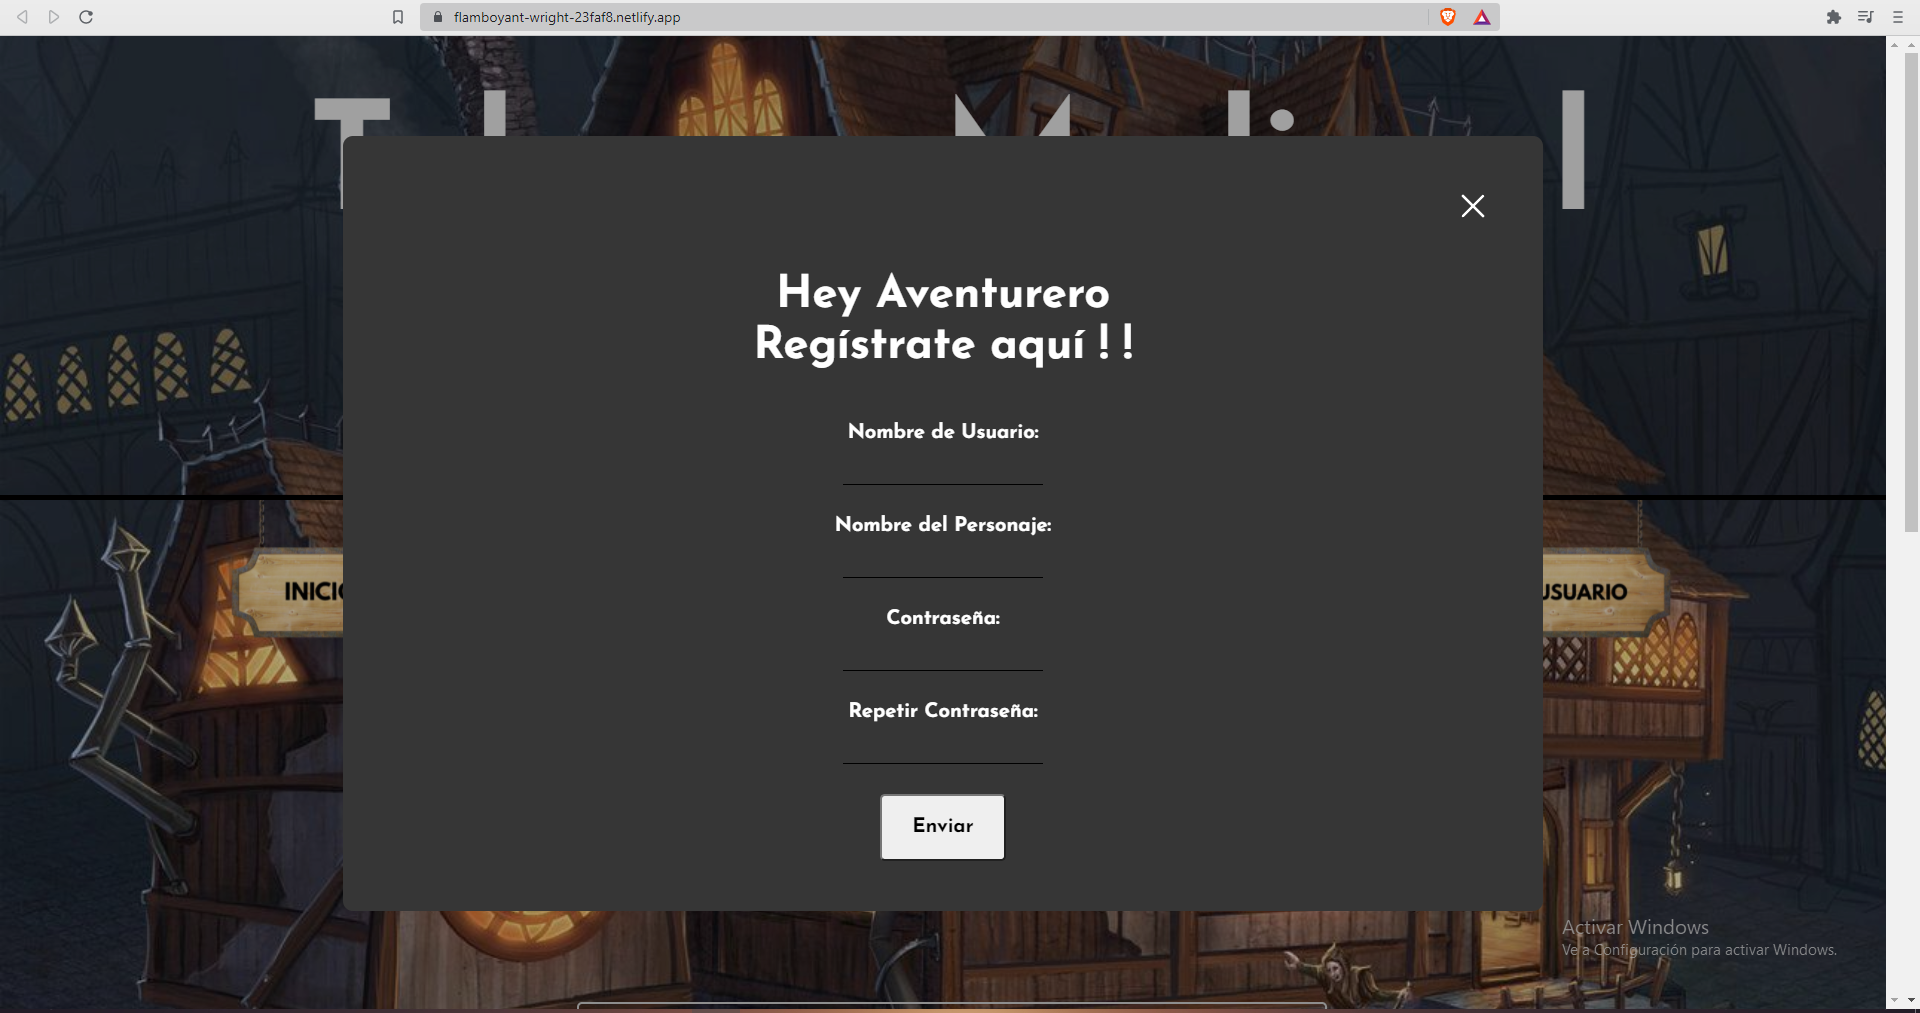 flamboyant-wright-23faf8.netlify.app
Hey Aventurero
Regístrate aquí ! !
Nombre de Usuario:
Nombre del Personaje:
INICIO
USUARIO
Contraseña:
Repetir Contraseña:
Enviar
Activar Windows
Ve a Configuración para activar Windows.